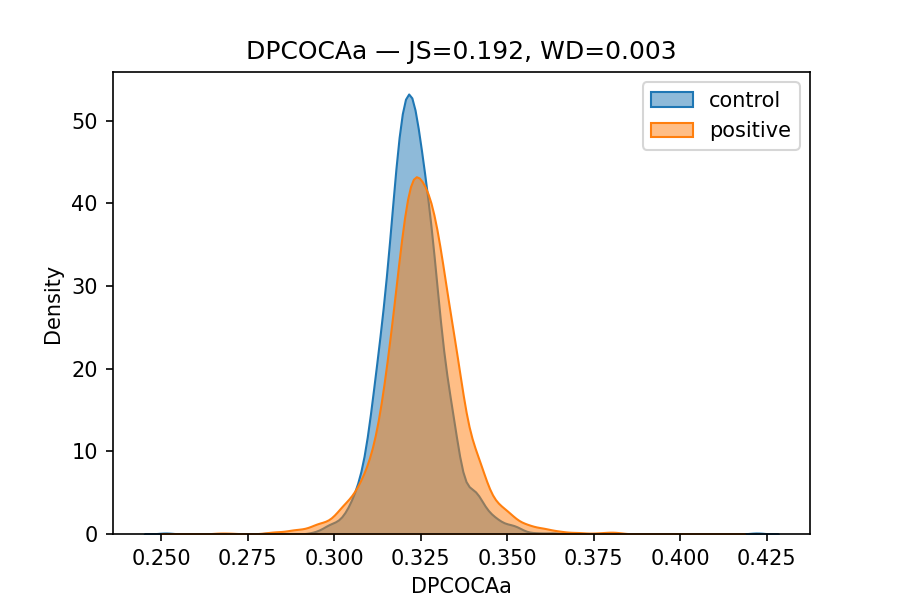 DPCOCAa — JS=0.192, WD=0.003
control
positive
Density
50
40
30
20
10
0
0.250 0.275 0.300 0.325 0.350 0.375 0.400 0.425
DPCOCAa